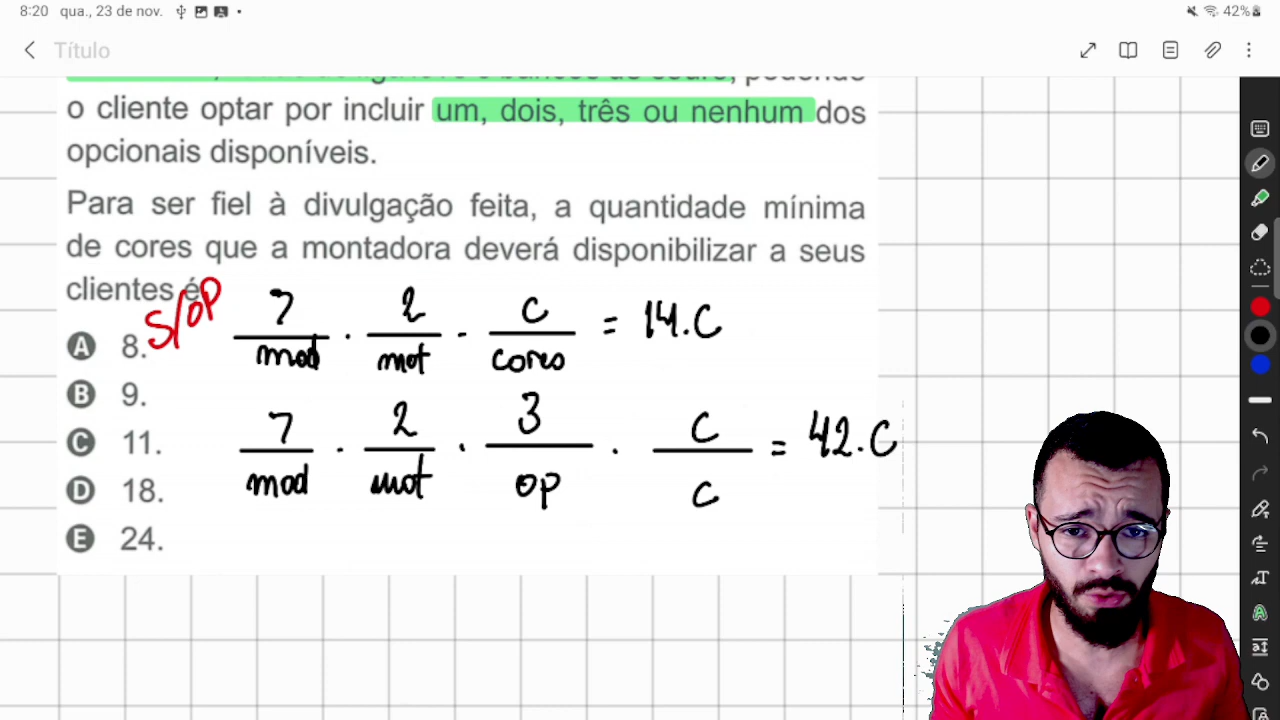 8:20 qua., 23 de nov.
42%
Título
o cliente optar por incluir um, dois, três ou nenhum dos
opcionais disponíveis.
Para ser fiel à divulgação feita, a quantidade mínima
de cores que a montadora deverá disponibilizar a seus
clientes é
S/OP
7/mod · 2/mot · C/cores = 14.C
A 8.
B 9.
7/mod · 2/mot · 3/op · C/C = 42.C
C 11.
D 18.
E 24.